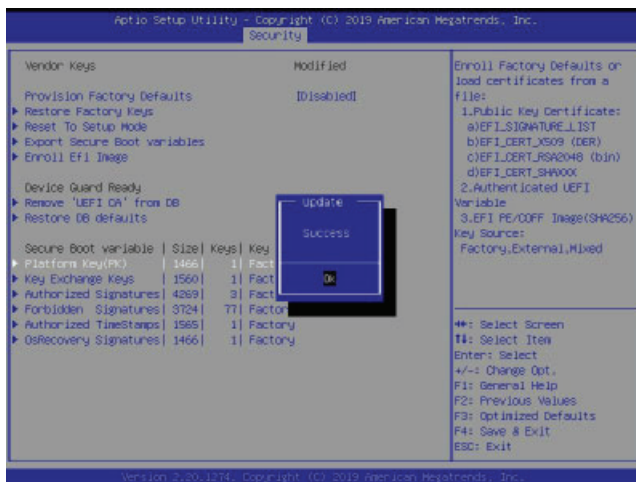 Aptio Setup Utility - Copyright (C) 2019 American Megatrends, Inc.
Security
Vendor Keys Modified
Provision Factory Defaults [Disabled]
Restore Factory Keys
Reset To Setup Mode
Export Secure Boot variables
Enroll Efi Image
Device Guard Ready
Remove 'UEFI CA' from DB
Restore DB defaults
Secure Boot variable | Size| Keys| Key
Platform Key(PK) | 1466| 1| Fact
Key Exchange Keys | 1560| 1| Fact
Authorized Signatures| 4269| 3| Fact
Forbidden Signatures| 3724| 77| Factor
Authorized TimeStamps| 1565| 1| Factory
OsRecovery Signatures| 1466| 1| Factory
Update
Success
Ok
Enroll Factory Defaults or
load certificates from a
file:
1.Public Key Certificate:
a)EFI_SIGNATURE_LIST
b)EFI_CERT_X509 (DER)
c)EFI_CERT_RSA2048 (bin)
d)EFI_CERT_SHAXXX
2.Authenticated UEFI
Variable
3.EFI PE/COFF Image(SHA256)
Key Source:
Factory,External,Mixed
↔: Select Screen
↑↓: Select Item
Enter: Select
+/-: Change Opt.
F1: General Help
F2: Previous Values
F3: Optimized Defaults
F4: Save & Exit
ESC: Exit
Version 2.20.1274. Copyright (C) 2019 American Megatrends, Inc.